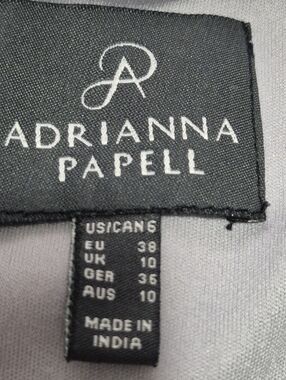 ADRIANNA
PAPELL
US/CAN 6
EU 38
UK 10
GER 36
AUS 10
MADE IN
INDIA